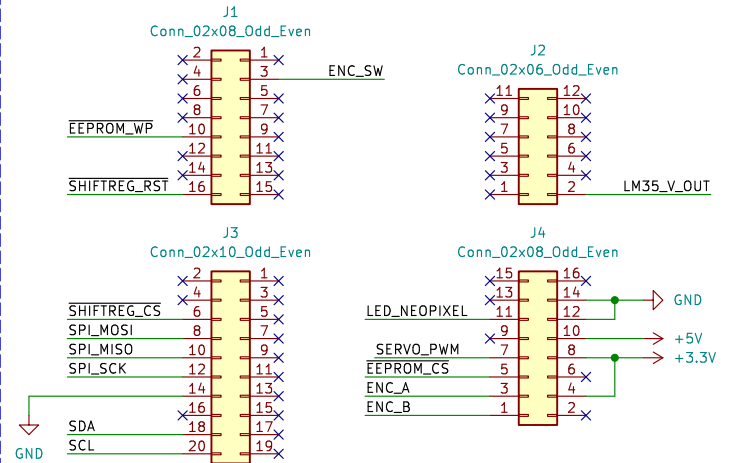 J1
Conn_02x08_Odd_Even
2 1
4 3 ENC_SW
6 5
8 7
EEPROM_WP 10 9
12 11
14 13
SHIFTREG_RST 16 15
J2
Conn_02x06_Odd_Even
11 12
9 10
7 8
5 6
3 4
1 2 LM35_V_OUT
J3
Conn_02x10_Odd_Even
2 1
4 3
SHIFTREG_CS 6 5
SPI_MOSI 8 7
SPI_MISO 10 9
SPI_SCK 12 11
14 13
16 15
SDA 18 17
SCL 20 19
GND
J4
Conn_02x08_Odd_Even
15 16
13 14 GND
LED_NEOPIXEL 11 12
9 10 +5V
SERVO_PWM 7 8 +3.3V
EEPROM_CS 5 6
ENC_A 3 4
ENC_B 1 2